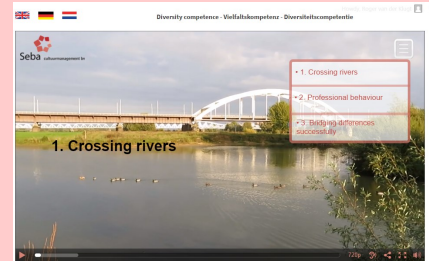 Diversity competence - Vielfaltskompetenz - Diversiteitscompetentie
Seba cultuurmanagement bv
• 1. Crossing rivers
• 2. Professional behaviour
• 3. Bridging differences
successfully
1. Crossing rivers
720p